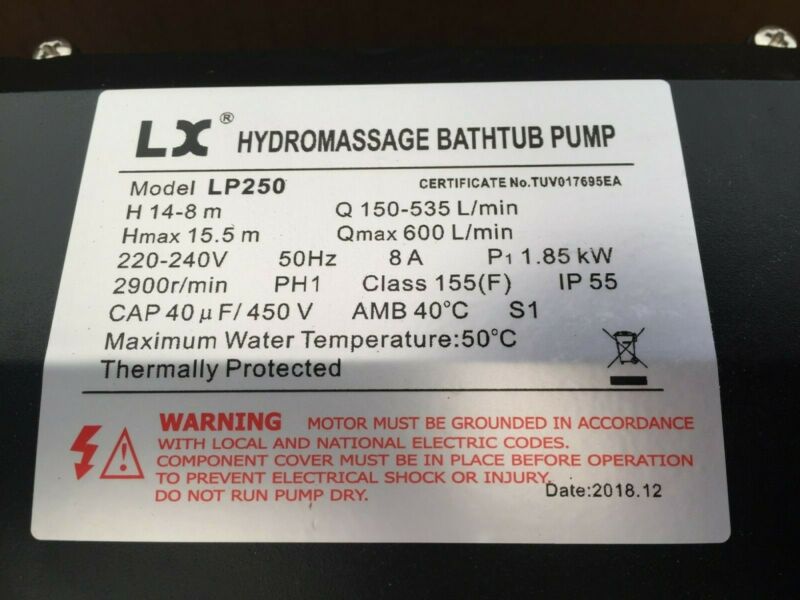 LX® HYDROMASSAGE BATHTUB PUMP
Model LP250 CERTIFICATE No.TUV017695EA
H 14-8 m Q 150-535 L/min
Hmax 15.5 m Qmax 600 L/min
220-240V 50Hz 8 A P1 1.85 kW
2900r/min PH1 Class 155(F) IP 55
CAP 40 μF/ 450 V AMB 40°C S1
Maximum Water Temperature:50°C
Thermally Protected
WARNING MOTOR MUST BE GROUNDED IN ACCORDANCE
WITH LOCAL AND NATIONAL ELECTRIC CODES.
COMPONENT COVER MUST BE IN PLACE BEFORE OPERATION
TO PREVENT ELECTRICAL SHOCK OR INJURY.
DO NOT RUN PUMP DRY.
Date:2018.12